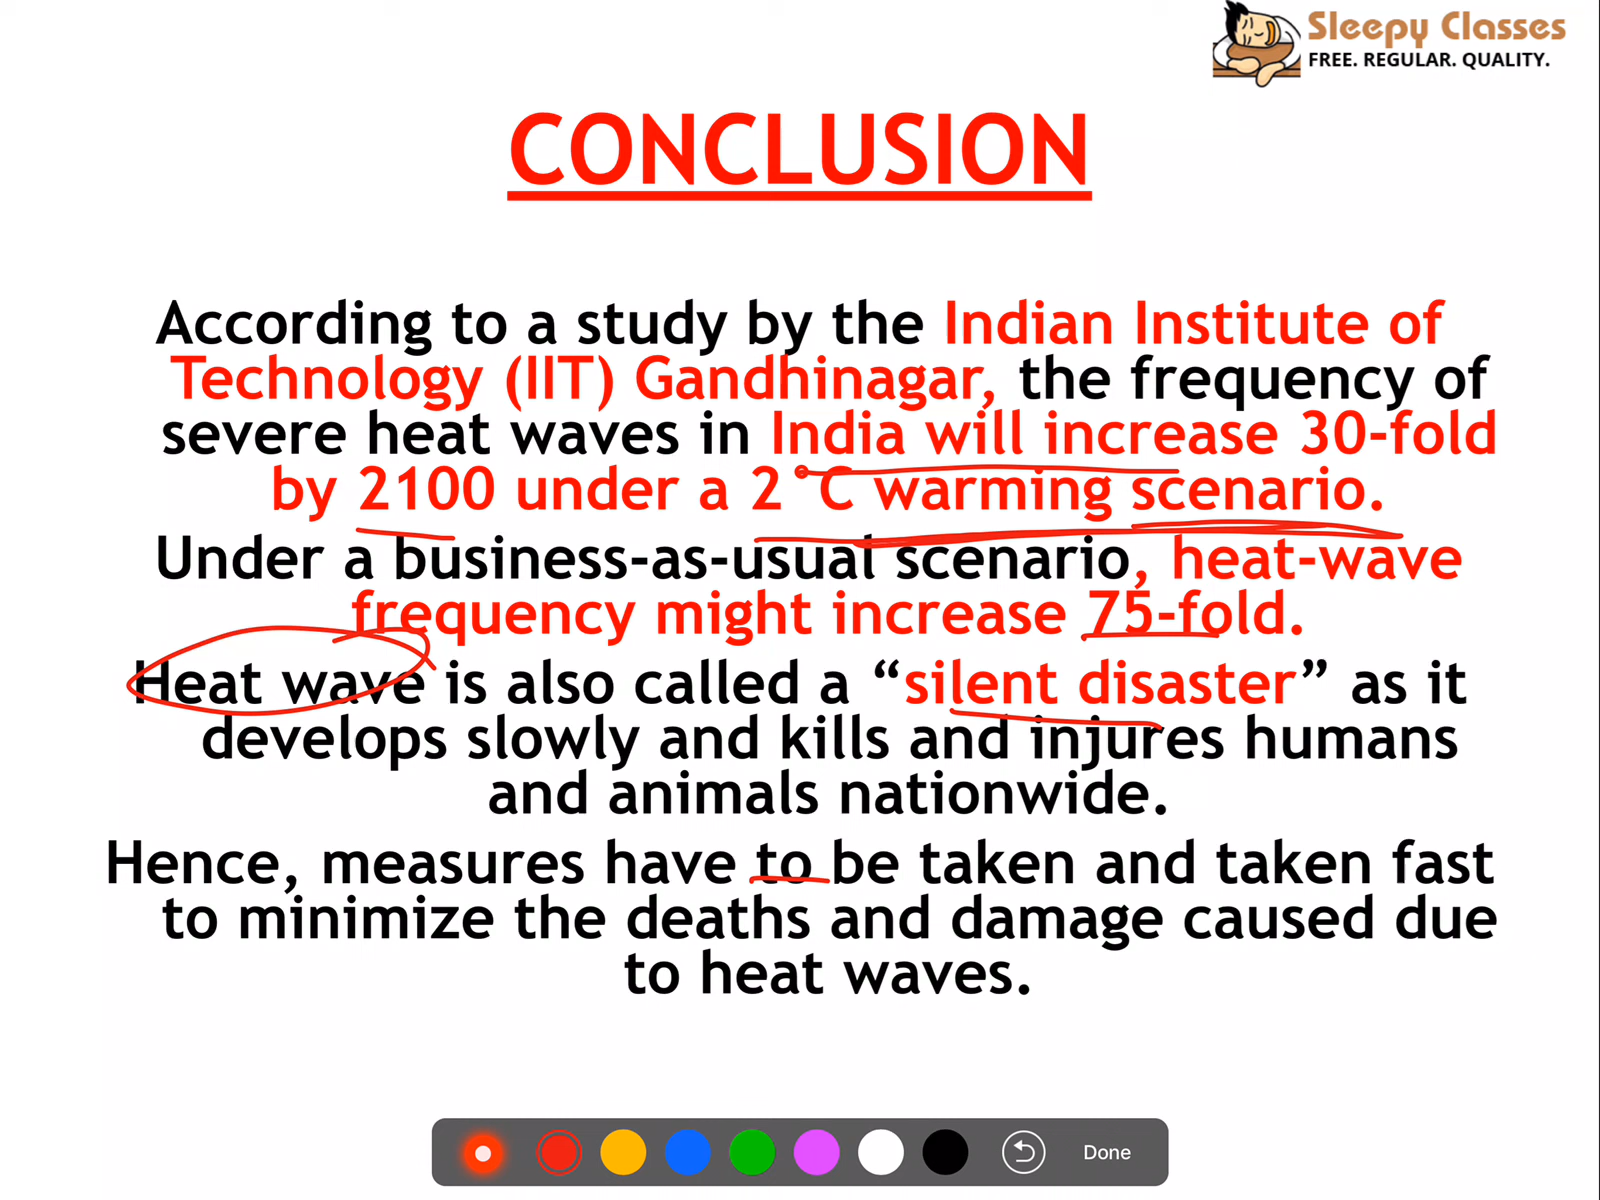 Sleepy Classes
FREE. REGULAR. QUALITY.
CONCLUSION
According to a study by the Indian Institute of
Technology (IIT) Gandhinagar, the frequency of
severe heat waves in India will increase 30-fold
by 2100 under a 2°C warming scenario.
Under a business-as-usual scenario, heat-wave
frequency might increase 75-fold.
Heat wave is also called a “silent disaster” as it
develops slowly and kills and injures humans
and animals nationwide.
Hence, measures have to be taken and taken fast
to minimize the deaths and damage caused due
to heat waves.
Done